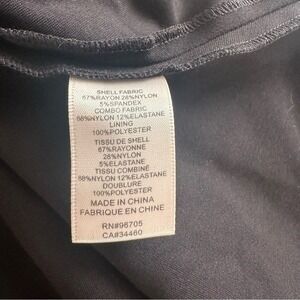 SHELL FABRIC
67%RAYON 28%NYLON
5%SPANDEX
COMBO FABRIC
88%NYLON 12%ELASTANE
LINING
100%POLYESTER
TISSU DE SHELL
67%RAYONNE
28%NYLON
5%ELASTANE
TISSU COMBINÉ
88%NYLON 12%ELASTANE
DOUBLURE
100%POLYESTER
MADE IN CHINA
FABRIQUÉ EN CHINE
RN#96705
CA#34460